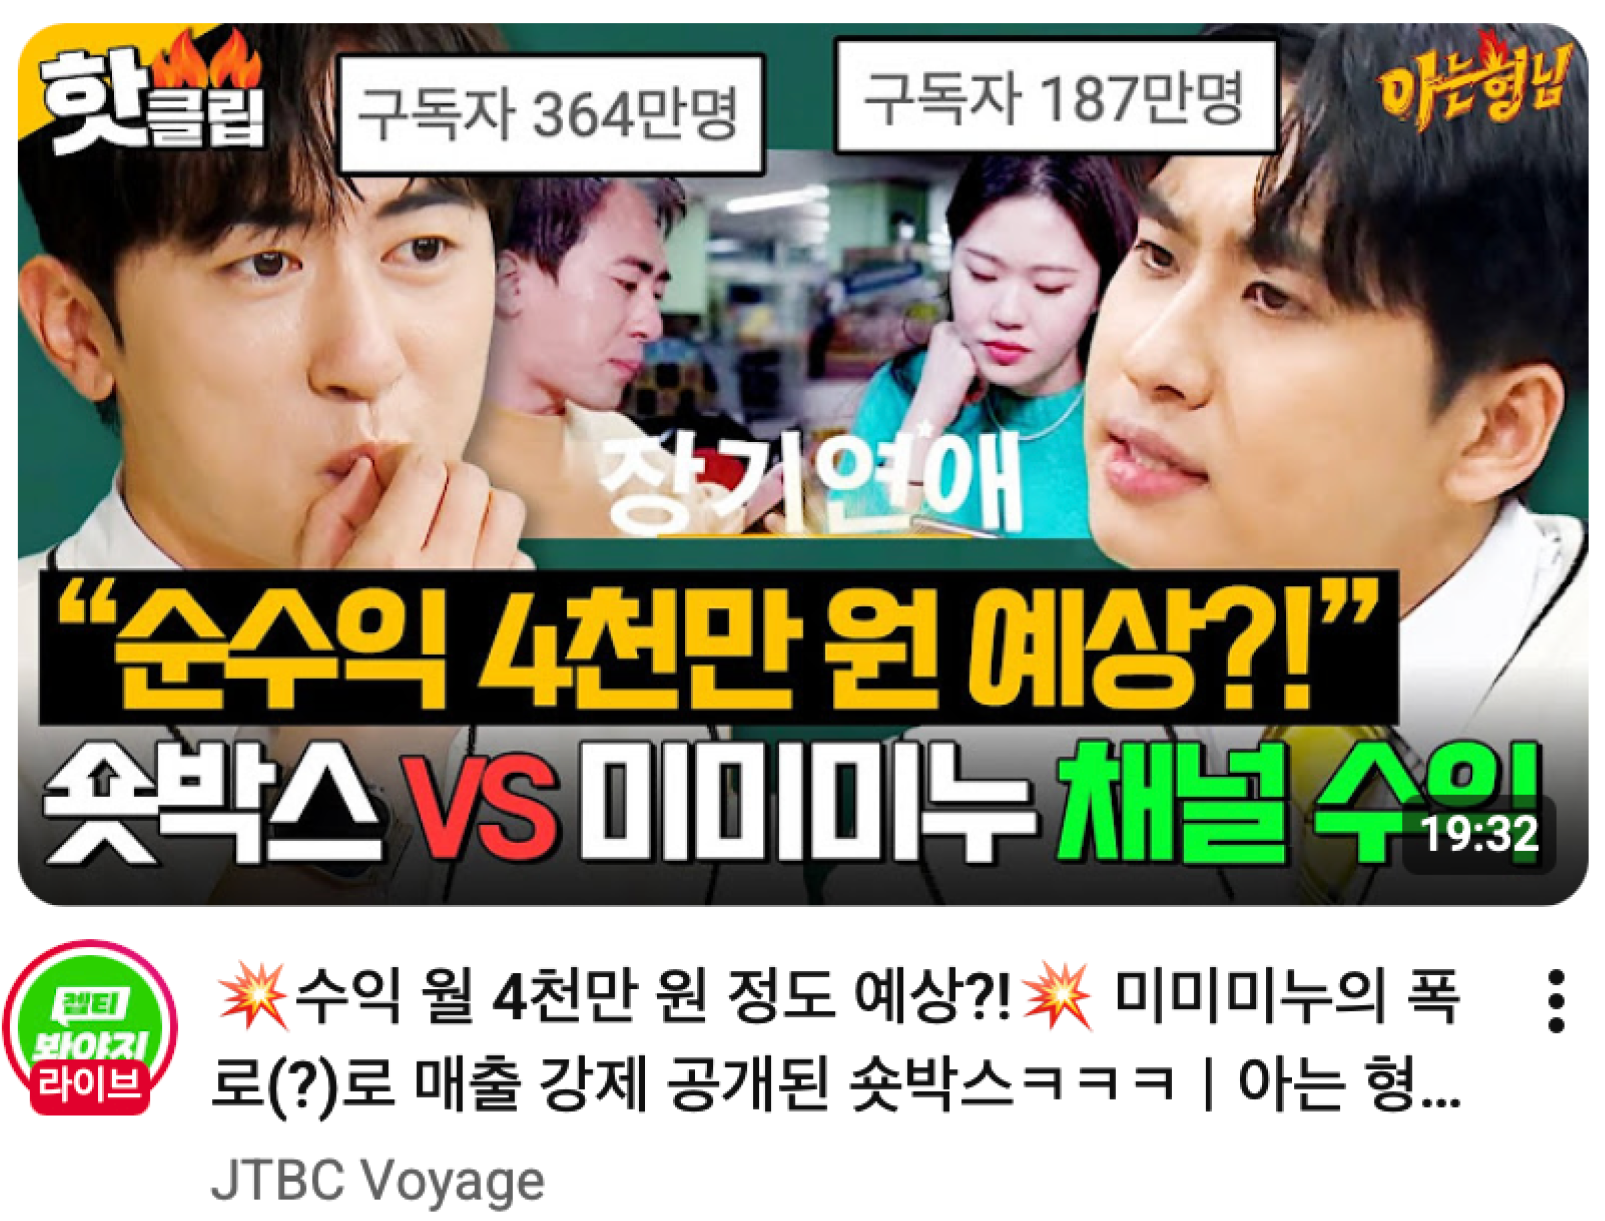 핫클립
구독자 364만명
구독자 187만명
아는형님
장기연애
“순수익 4천만 원 예상?!”
숏박스 VS 미미미누 채널 수익
19:32
💥수익 월 4천만 원 정도 예상?!💥 미미미누의 폭
로(?)로 매출 강제 공개된 숏박스ㅋㅋㅋ | 아는 형...
JTBC Voyage
렙티
봐야지
라이브